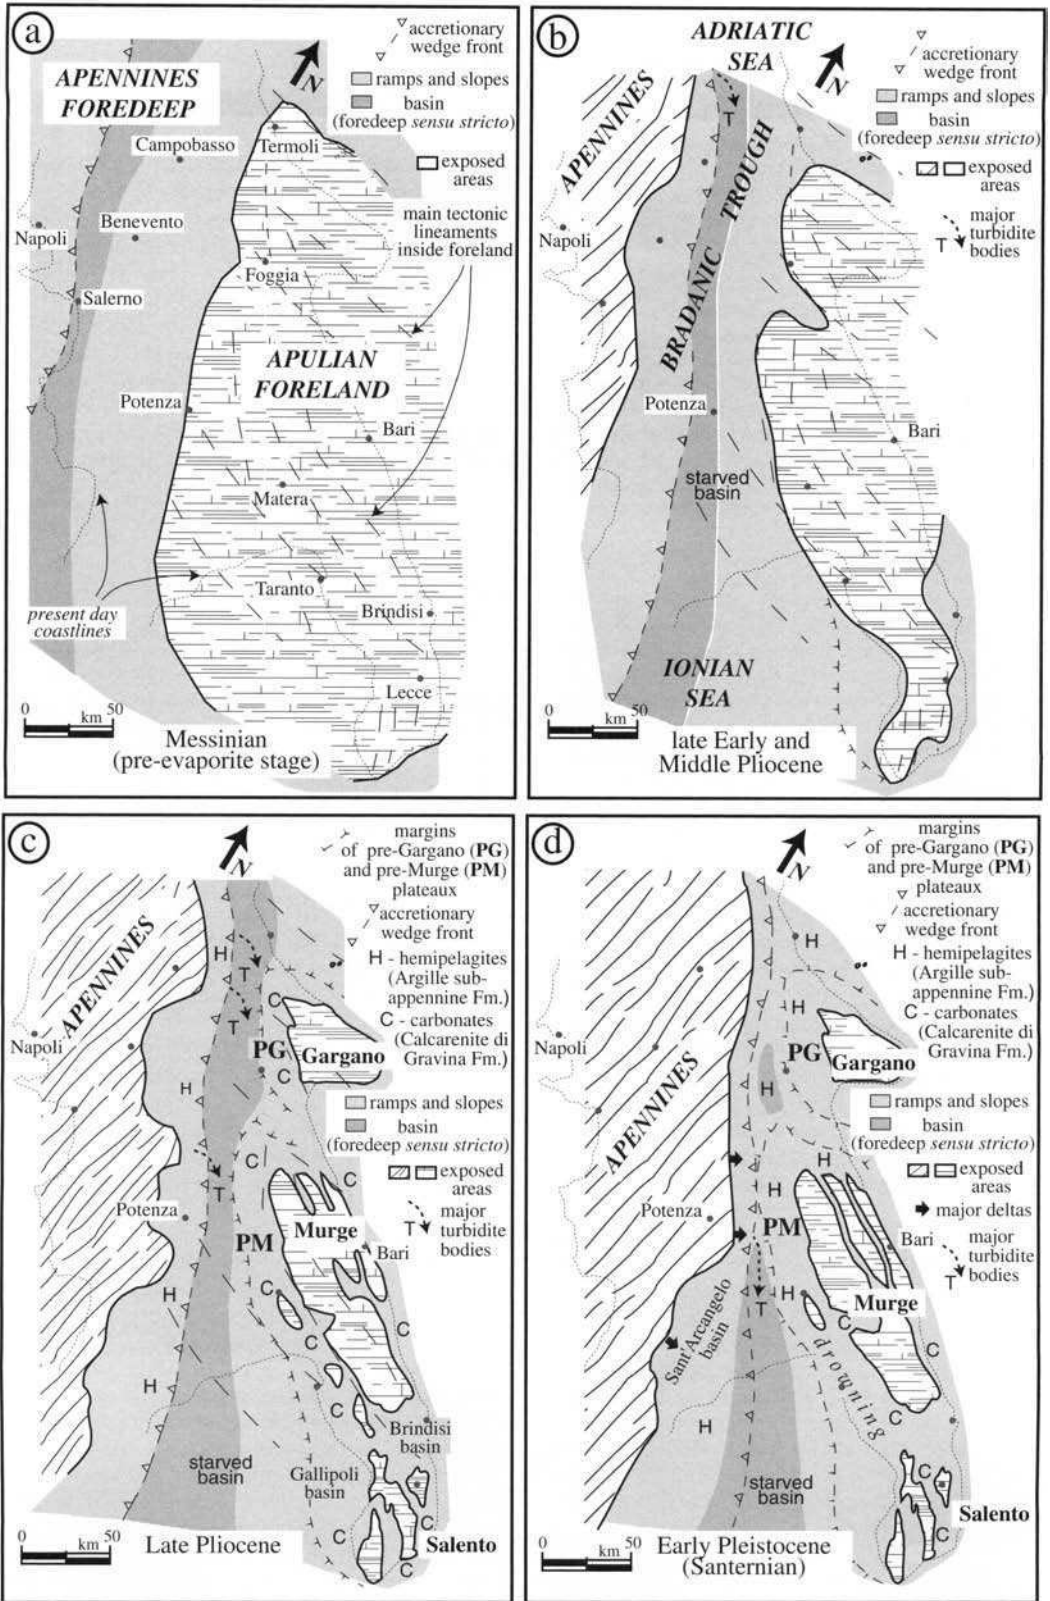 a
N
accretionary
wedge front
ramps and slopes
basin
(foredeep sensu stricto)
exposed
areas
APENNINES
FOREDEEP
Campobasso
Termoli
main tectonic
lineaments
inside foreland
Napoli
Benevento
Foggia
Salerno
APULIAN
FORELAND
Potenza
Bari
Matera
Taranto
Brindisi
present day
coastlines
Lecce
0 km 50
Messinian
(pre-evaporite stage)
b
ADRIATIC
SEA
N
accretionary
wedge front
ramps and slopes
basin
(foredeep sensu stricto)
exposed
areas
major
turbidite
T bodies
APENNINES
T
BRADANIC TROUGH
Napoli
Potenza
Bari
starved
basin
IONIAN
SEA
0 km 50
late Early and
Middle Pliocene
c
N
margins
of pre-Gargano (PG)
and pre-Murge (PM)
plateaux
accretionary
wedge front
H - hemipelagites
(Argille sub-
appennine Fm.)
C - carbonates
(Calcarenite di
Gravina Fm.)
ramps and slopes
basin
(foredeep sensu stricto)
exposed
areas
major
turbidite
T bodies
APENNINES
H
T
C
T
Napoli
PG
Gargano
C
H
C
C
T
Potenza
Murge
PM
Bari
H
C
C
C
H
C
C
Brindisi
basin
starved
basin
Gallipoli
basin
C
C
C
Salento
C
0 km 50
Late Pliocene
d
N
margins
of pre-Gargano (PG)
and pre-Murge (PM)
plateaux
accretionary
wedge front
H - hemipelagites
(Argille sub-
appennine Fm.)
C - carbonates
(Calcarenite di
Gravina Fm.)
ramps and slopes
basin
(foredeep sensu stricto)
exposed
areas
major deltas
major
turbidite
T bodies
APENNINES
H
H
Napoli
PG
Gargano
H
H
C
H
H
Potenza
PM
Bari
H
T
Murge
C
C
Sant'Arcangelo
basin
drowning
H
C
starved
basin
C
C
Salento
C
0 km 50
Early Pleistocene
(Santernian)